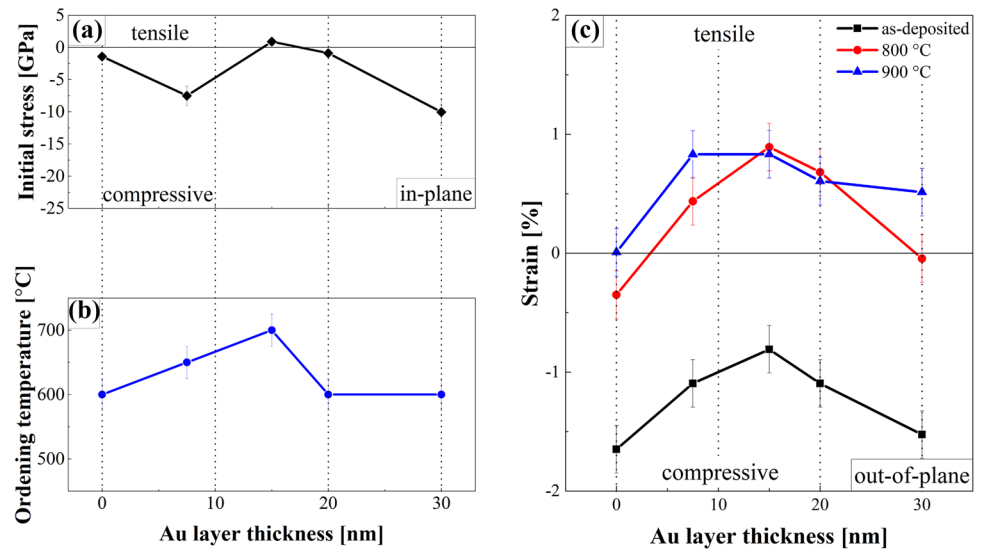 (a)
tensile
compressive
in-plane
Initial stress [GPa]
5
0
-5
-10
-15
-20
-25
(b)
Ordening temperature [°C]
700
600
500
0
10
20
30
Au layer thickness [nm]
(c)
tensile
as-deposited
800 °C
900 °C
compressive
out-of-plane
Strain [%]
2
1
0
-1
-2
0
10
20
30
Au layer thickness [nm]